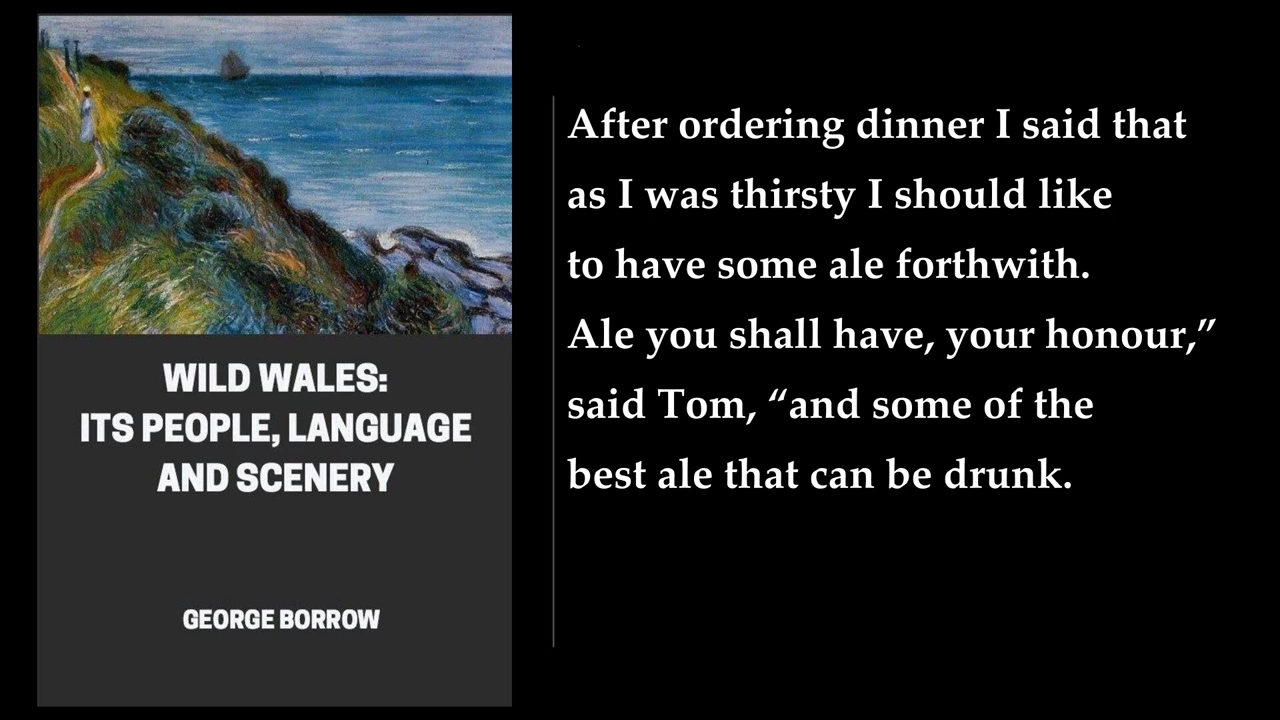 WILD WALES:
ITS PEOPLE, LANGUAGE
AND SCENERY
GEORGE BORROW
After ordering dinner I said that
as I was thirsty I should like
to have some ale forthwith.
Ale you shall have, your honour,”
said Tom, “and some of the
best ale that can be drunk.